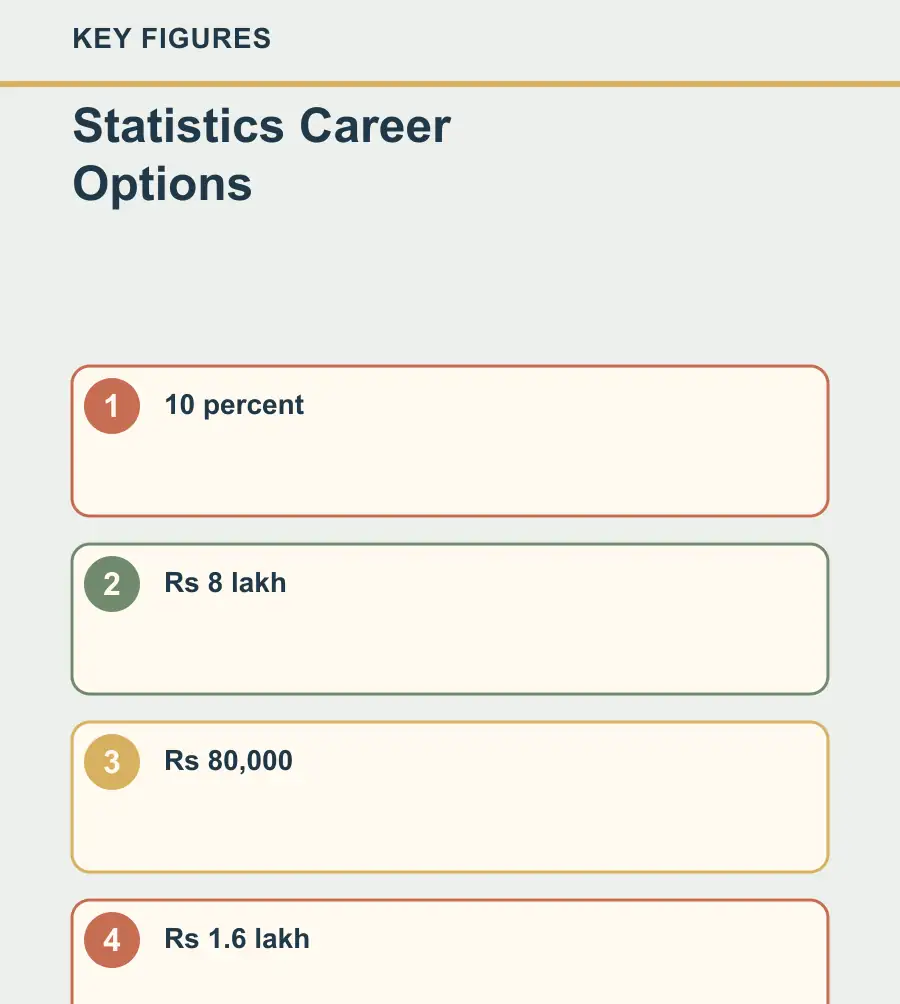 KEY FIGURES
Statistics Career
Options
1
10 percent
2
Rs 8 lakh
3
Rs 80,000
4
Rs 1.6 lakh